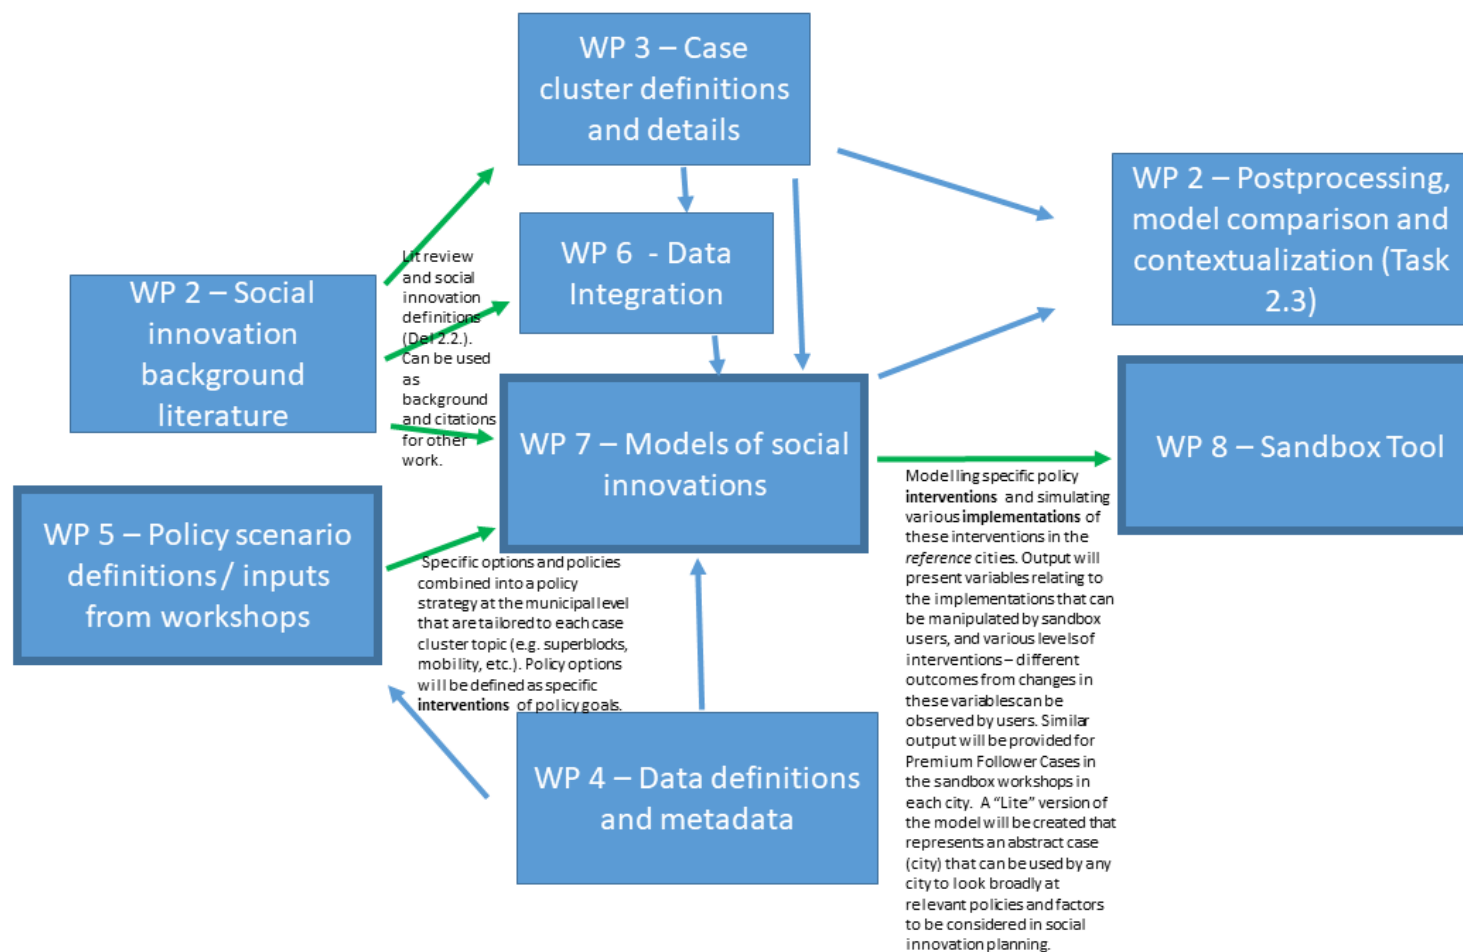 WP 3 – Case
cluster definitions
and details
WP 2 – Postprocessing,
model comparison and
contextualization (Task
2.3)
WP 6  - Data
Integration
Lit review
and social
innovation
definitions
(Del 2.2.).
Can be used
as
background
and citations
for other
work.
WP 2 – Social
innovation
background
literature
WP 7 – Models of social
innovations
WP 8 – Sandbox Tool
WP 5 – Policy scenario
definitions / inputs
from workshops
Specific options and policies
combined into a policy
strategy at the municipal level
that are tailored to each case
cluster topic (e.g. superblocks,
mobility, etc.). Policy options
will be defined as specific
interventions of policy goals.
Modelling specific policy
interventions and simulating
various implementations of
these interventions in the
reference cities. Output will
present variables relating to
the implementations that can
be manipulated by sandbox
users, and various levels of
interventions – different
outcomes from changes in
these variables can be
observed by users. Similar
output will be provided for
Premium Follower Cases in
the sandbox workshops in
each city.  A “Lite” version of
the model will be created that
represents an abstract case
(city) that can be used by any
city to look broadly at
relevant policies and factors
to be considered in social
innovation planning.
WP 4 – Data definitions
and metadata